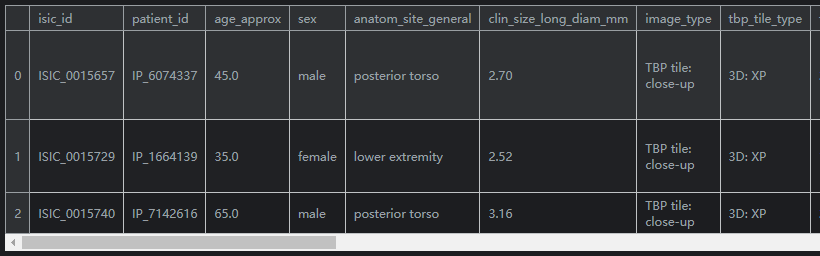 isic_id patient_id age_approx sex anatom_site_general clin_size_long_diam_mm image_type tbp_tile_type
0 ISIC_0015657 IP_6074337 45.0 male posterior torso 2.70 TBP tile: close-up 3D: XP
1 ISIC_0015729 IP_1664139 35.0 female lower extremity 2.52 TBP tile: close-up 3D: XP
2 ISIC_0015740 IP_7142616 65.0 male posterior torso 3.16 TBP tile: close-up 3D: XP